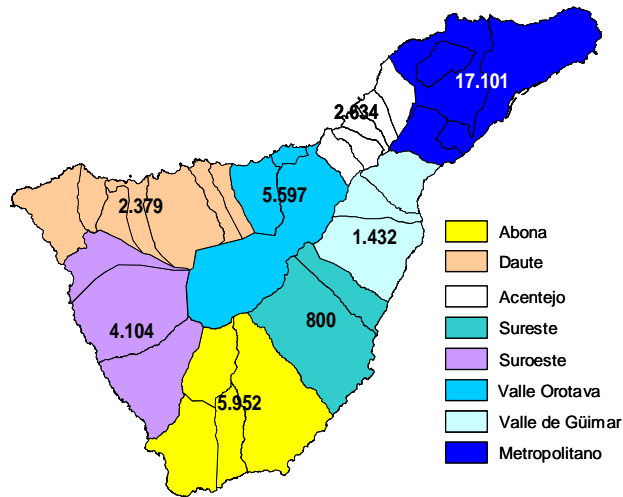 17.101
2.634
5.597
2.379
1.432
800
4.104
5.952
Abona
Daute
Acentejo
Sureste
Suroeste
Valle Orotava
Valle de Güimar
Metropolitano